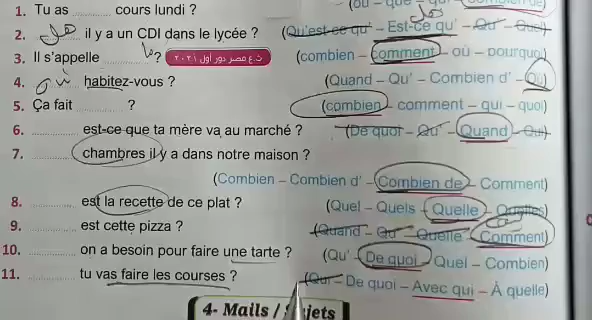 (où – que – qui – combien de)
1. Tu as ............ cours lundi ?
2. ............ il y a un CDI dans le lycée ? (Qu'est-ce qu' – Est-ce qu' – Qu' – Que)
3. Il s'appelle ............ ? (combien – comment – où – pourquoi)
4. où habitez-vous ? (Quand – Qu' – Combien d' – Où)
5. Ça fait ............ ? (combien – comment – qui – quoi)
6. ............ est-ce que ta mère va au marché ? (De quoi – Qu' – Quand – Qui)
7. ............ chambres il y a dans notre maison ?
(Combien – Combien d' – Combien de – Comment)
8. ............ est la recette de ce plat ? (Quel – Quels – Quelle – Quelles)
9. ............ est cette pizza ? (Quand – Qu' – Quelle – Comment)
10. ............ on a besoin pour faire une tarte ? (Qu' – De quoi – Quel – Combien)
11. ............ tu vas faire les courses ? (Qui – De quoi – Avec qui – À quelle)
4- Mails /